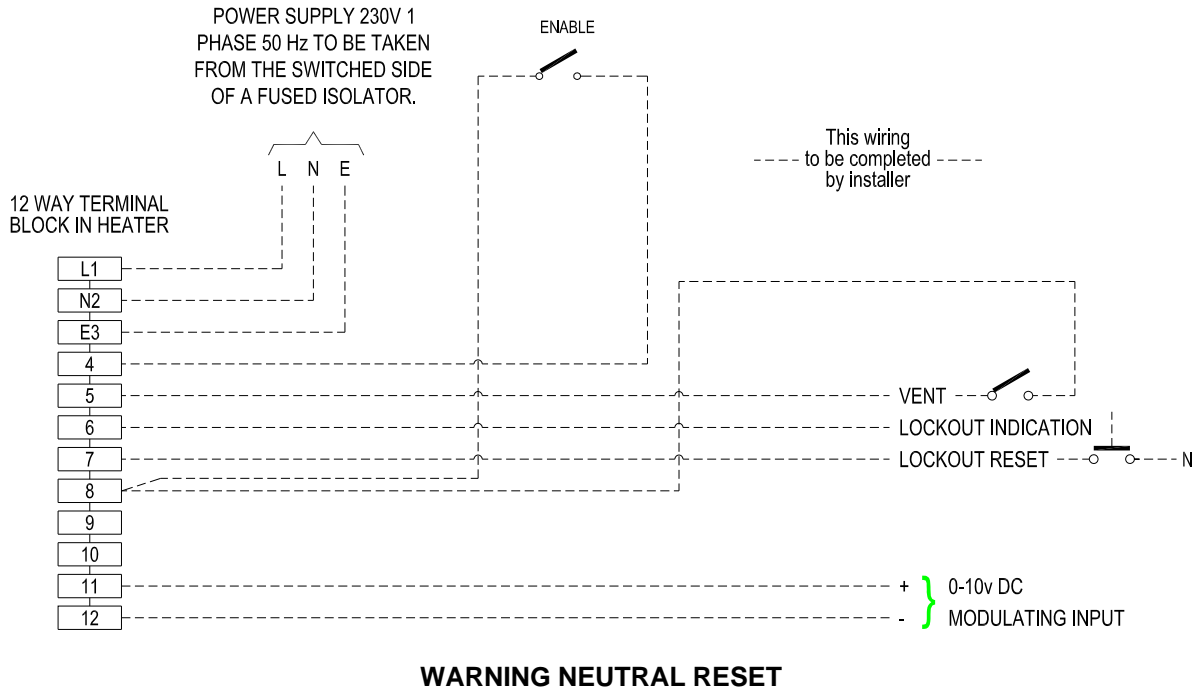 POWER SUPPLY 230V 1
PHASE 50 Hz TO BE TAKEN
FROM THE SWITCHED SIDE
OF A FUSED ISOLATOR.
ENABLE
This wiring
to be completed
by installer
L N E
12 WAY TERMINAL
BLOCK IN HEATER
L1
N2
E3
4
5
VENT
6
LOCKOUT INDICATION
7
LOCKOUT RESET
N
8
9
10
11
+ 0-10v DC
12
- MODULATING INPUT
WARNING NEUTRAL RESET